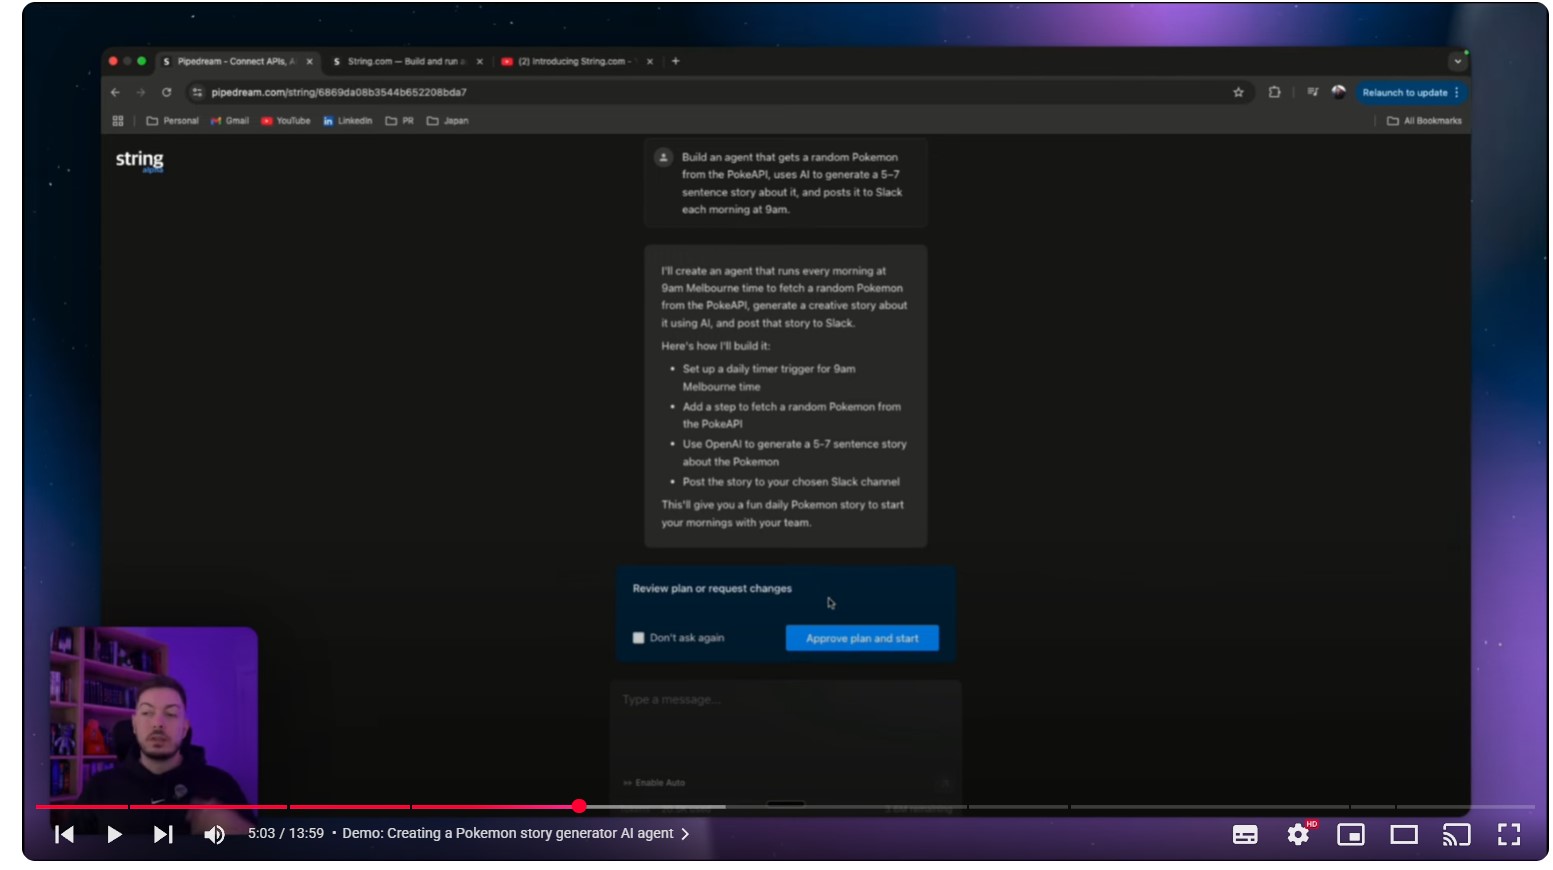 Pipedream - Connect APIs, A
String.com — Build and run a
(2) Introducing String.com -
pipedream.com/string/6869da08b3544b652208bda7
Relaunch to update
Personal
Gmail
YouTube
LinkedIn
PR
Japan
All Bookmarks
string
alpha
Build an agent that gets a random Pokemon
from the PokeAPI, uses AI to generate a 5–7
sentence story about it, and posts it to Slack
each morning at 9am.
I'll create an agent that runs every morning at
9am Melbourne time to fetch a random Pokemon
from the PokeAPI, generate a creative story about
it using AI, and post that story to Slack.
Here's how I'll build it:
• Set up a daily timer trigger for 9am
Melbourne time
• Add a step to fetch a random Pokemon from
the PokeAPI
• Use OpenAI to generate a 5-7 sentence story
about the Pokemon
• Post the story to your chosen Slack channel
This'll give you a fun daily Pokemon story to start
your mornings with your team.
Review plan or request changes
Don't ask again
Approve plan and start
Type a message...
Enable Auto
remaining
5:03 / 13:59 • Demo: Creating a Pokemon story generator AI agent
HD